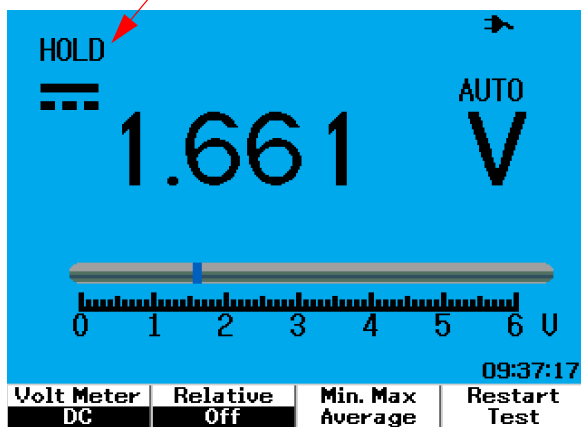 HOLD
AUTO
1.661 V
0 1 2 3 4 5 6 V
09:37:17
Volt Meter Relative Min. Max Restart
DC Off Average Test